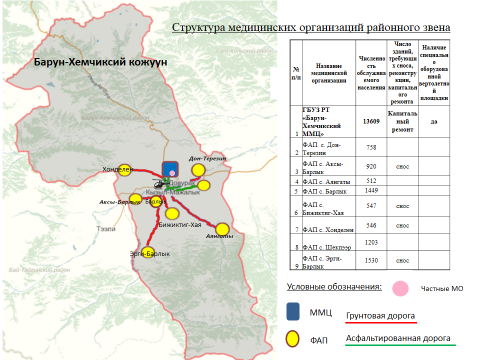 Структура медицинских организаций районного звена
Барун-Хемчикский кожуун
Хонделен
Дон-Терезин
Кызыл-Мажалык
Аксы-Барлык
Бижиктиг-Хая
Аянгаты
Тээли
Эрги-Барлык
№ п/п
Название медицинской организации
Численность обслуживаемого населения
Число зданий, требующих сноса, реконструкции, капитального ремонта
Наличие специально оборудованной вертолетной площадки
1 ГБУЗ РТ «Барун-Хемчикский ММЦ» 13609 Капитальный ремонт да
2 ФАП с. Дон-Терезин 758
3 ФАП с. Аксы-Барлык 920 снос
4 ФАП с. Аянгаты 512
5 ФАП с. Барлык 1449
6 ФАП с. Бижиктиг-Хая 547 снос
7 ФАП с. Хонделен 546 снос
8 ФАП с. Шекпээр 1203
9 ФАП с. Эрги-Барлык 1530 снос
Условные обозначения:
Частные МО
ММЦ
Грунтовая дорога
ФАП
Асфальтированная дорога